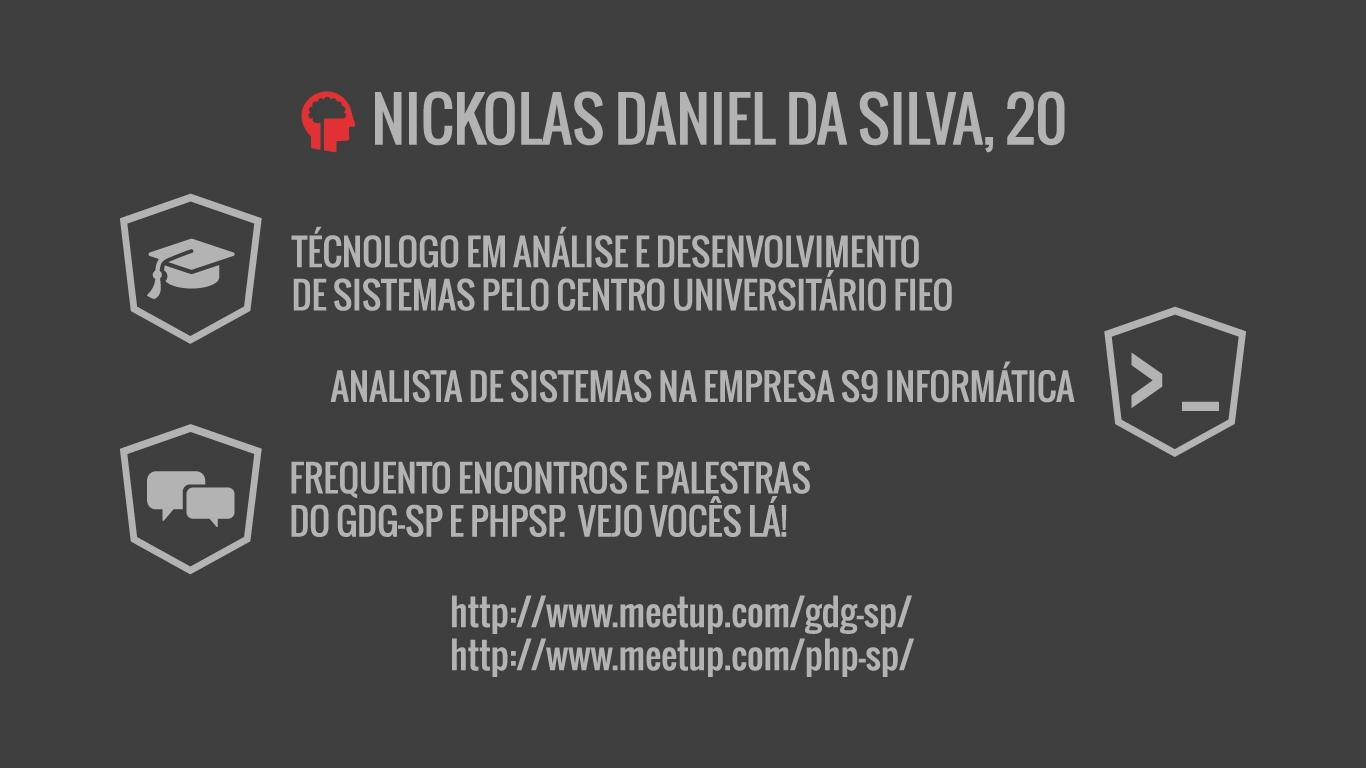 NICKOLAS DANIEL DA SILVA, 20
TÉCNOLOGO EM ANÁLISE E DESENVOLVIMENTO
DE SISTEMAS PELO CENTRO UNIVERSITÁRIO FIEO
ANALISTA DE SISTEMAS NA EMPRESA S9 INFORMÁTICA
>_
FREQUENTO ENCONTROS E PALESTRAS
DO GDG-SP E PHPSP. VEJO VOCÊS LÁ!
http://www.meetup.com/gdg-sp/
http://www.meetup.com/php-sp/